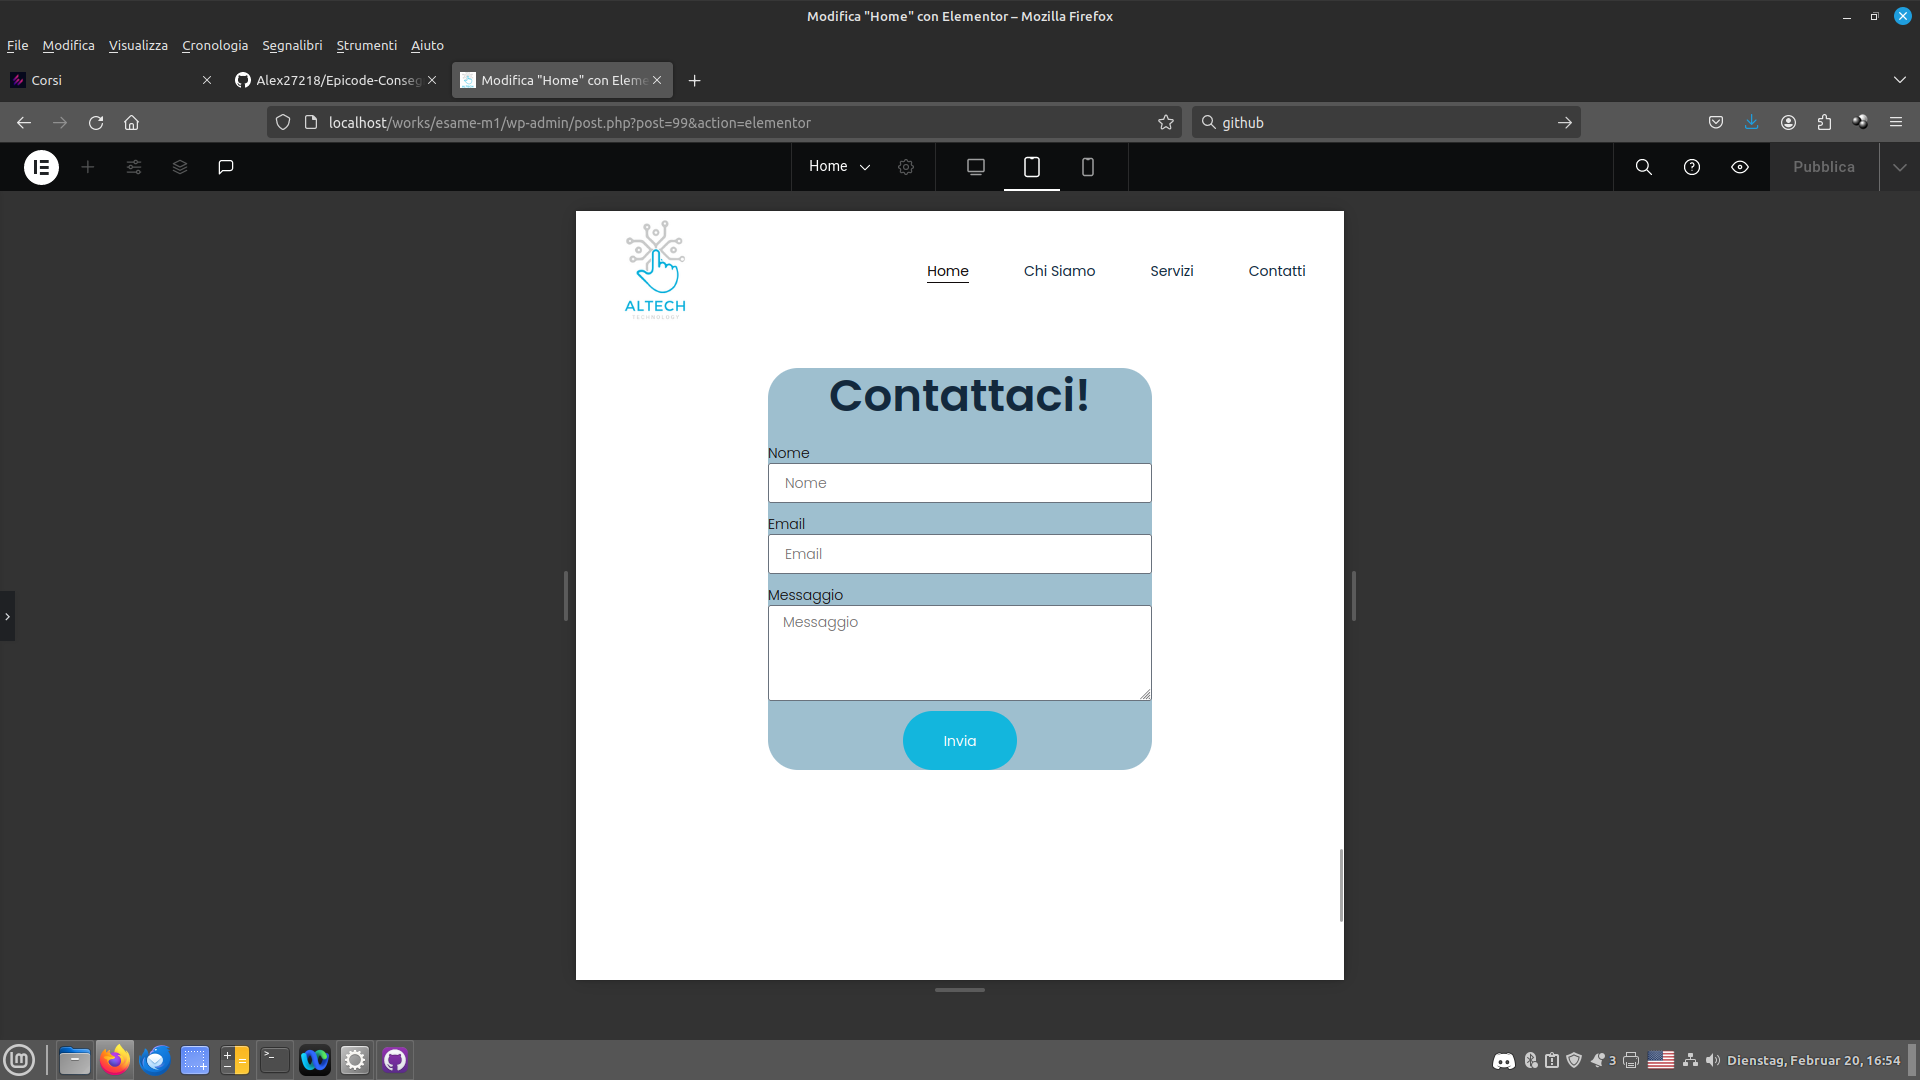 Modifica "Home" con Elementor – Mozilla Firefox
File Modifica Visualizza Cronologia Segnalibri Strumenti Aiuto
Corsi
Alex27218/Epicode-Conseg
Modifica "Home" con Eleme
localhost/works/esame-m1/wp-admin/post.php?post=99&action=elementor
github
Home
Pubblica
ALTECH
TECHNOLOGY
Home Chi Siamo Servizi Contatti
Contattaci!
Nome
Nome
Email
Email
Messaggio
Messaggio
Invia
3
Dienstag, Februar 20, 16:54